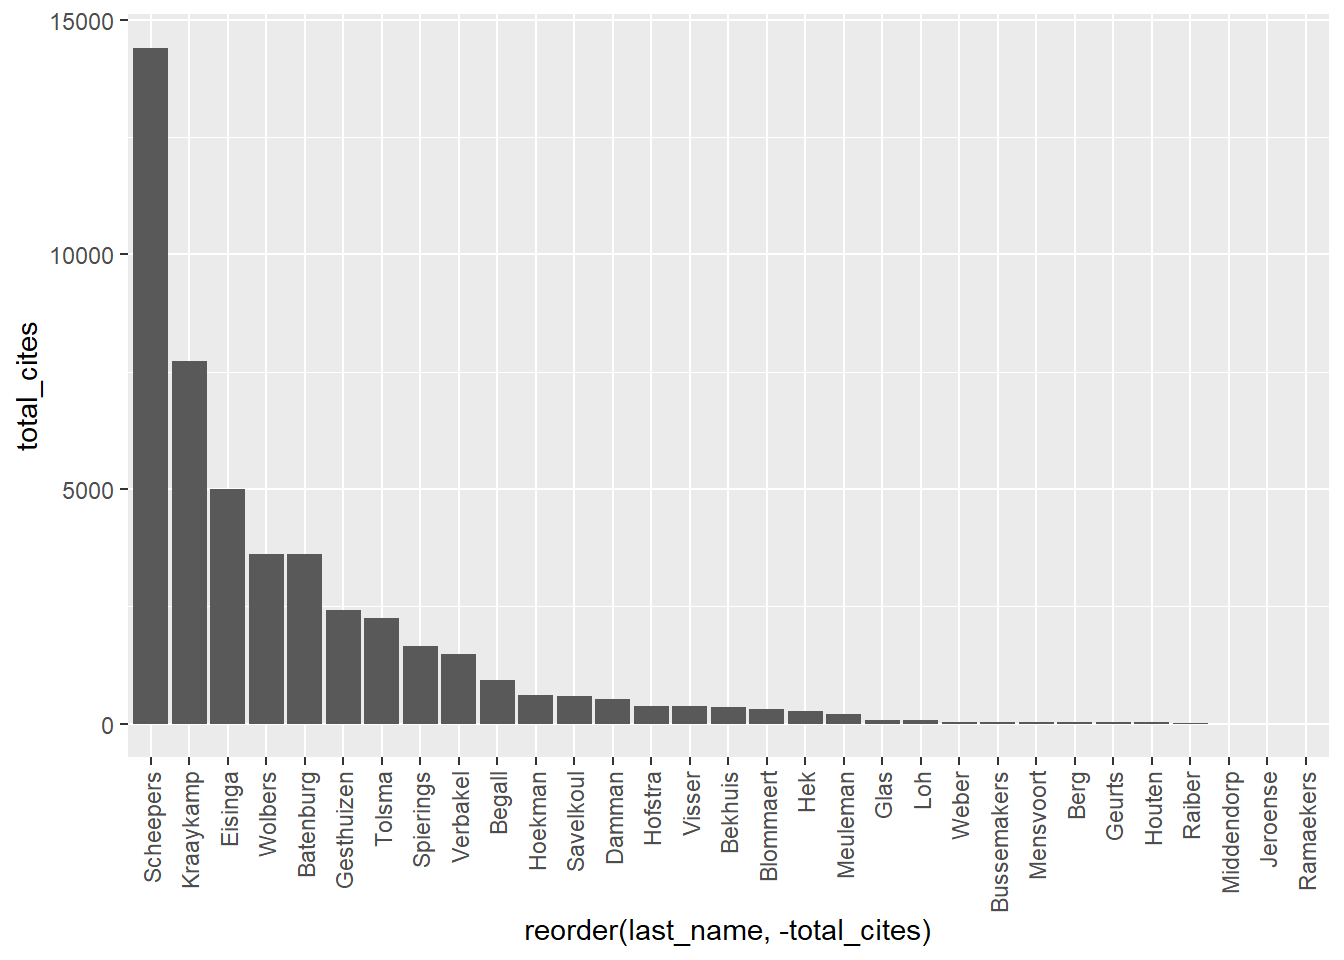 total_cites
15000
10000
5000
0
Scheepers
Kraaykamp
Eisinga
Wolbers
Batenburg
Gesthuizen
Tolsma
Spierings
Verbakel
Begall
Hoekman
Savelkoul
Damman
Hofstra
Visser
Bekhuis
Blommaert
Hek
Meuleman
Glas
Loh
Weber
Bussemakers
Mensvoort
Berg
Geurts
Houten
Raiber
Middendorp
Jeroense
Ramaekers
reorder(last_name, -total_cites)